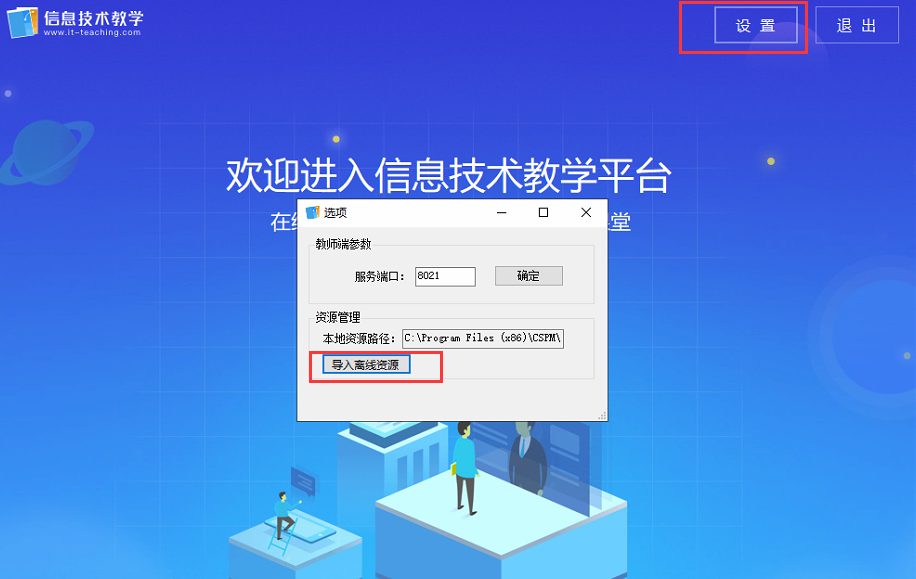 信息技术教学
www.it-teaching.com
设 置
退 出
欢迎进入信息技术教学平台
在
堂
选项
教师端参数
服务端口：
8021
确定
资源管理
本地资源路径：
C:\Program Files (x86)\CSPM\
导入离线资源